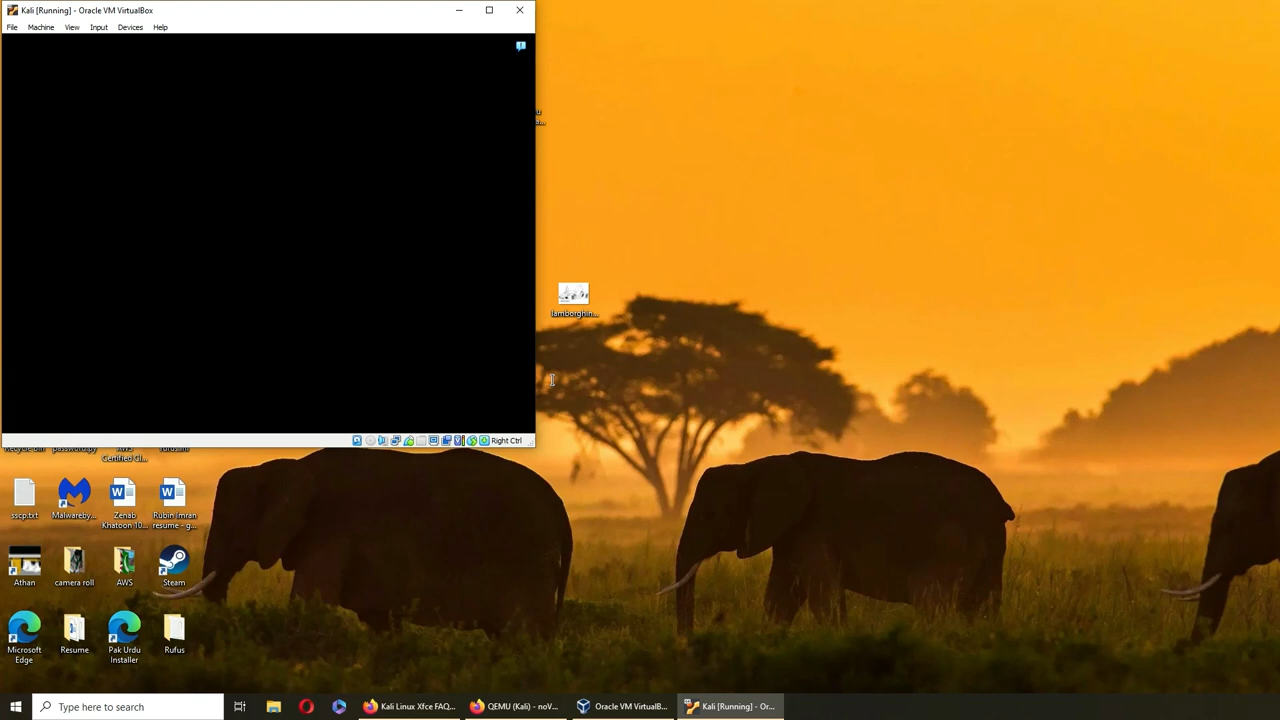 Kali [Running] - Oracle VM VirtualBox
File Machine View Input Devices Help
lamborghin...
Right Ctrl
Certified Cl...
sscp.txt
Malwareby...
Zenab
Khatoon 10...
Rubin Imran
resume - g...
Athan
camera roll
AWS
Steam
Microsoft
Edge
Resume
Pak Urdu
Installer
Rufus
Type here to search
Kali Linux Xfce FAQ,...
QEMU (Kali) - noV...
Oracle VM VirtualB...
Kali [Running] - Or...